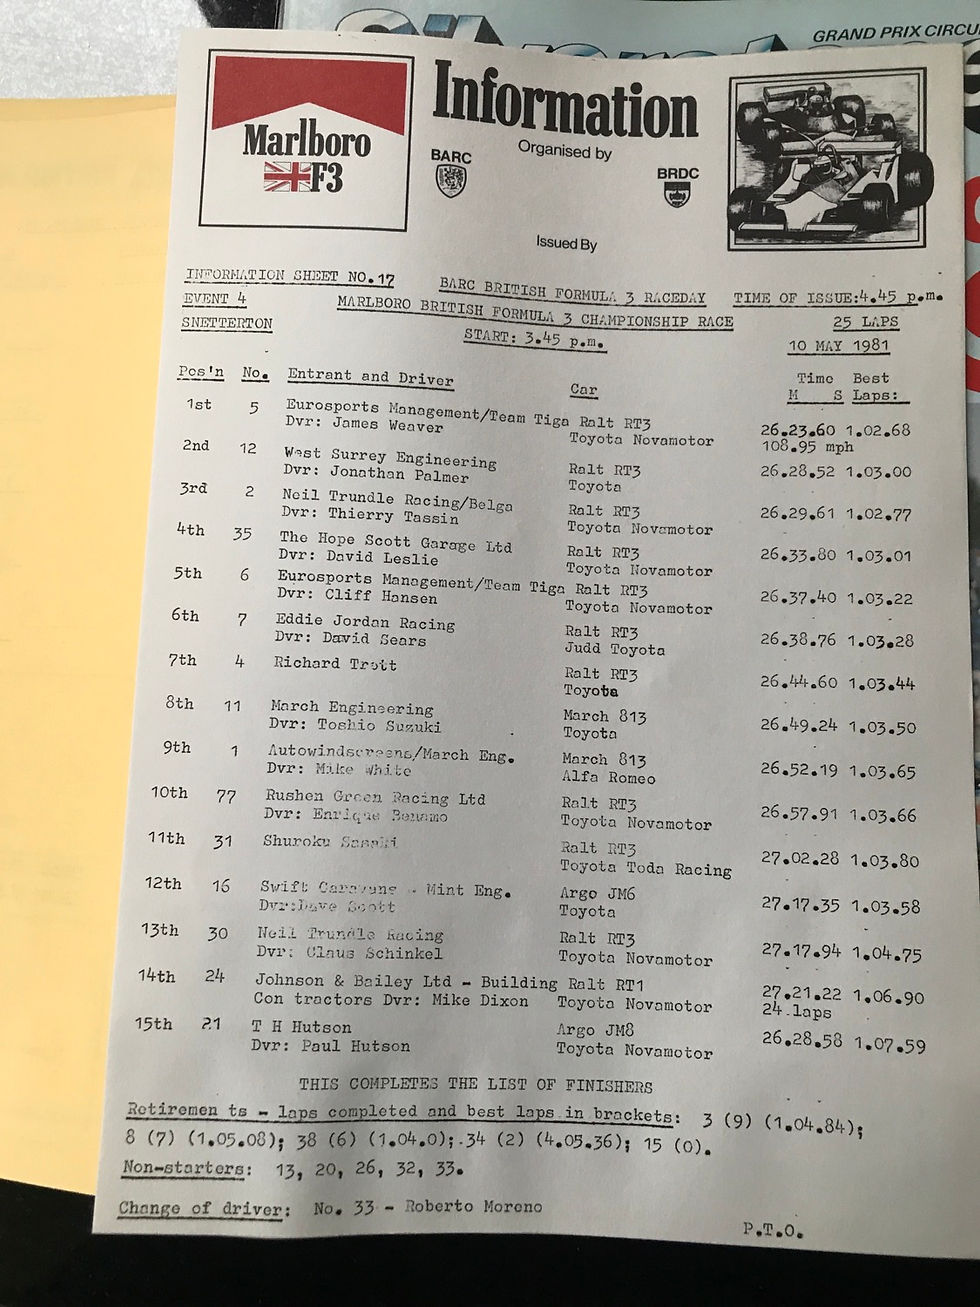 GRAND PRIX CIRCU
Marlboro
F3
Information
Organised by
BARC
BRDC
Issued By
INFORMATION SHEET NO.17 BARC BRITISH FORMULA 3 RACEDAY TIME OF ISSUE:4.45 p.m.
EVENT 4 MARLBORO BRITISH FORMULA 3 CHAMPIONSHIP RACE 25 LAPS
SNETTERTON START: 3.45 p.m. 10 MAY 1981
Pos'n No. Entrant and Driver Car Time Best
M S Laps:
1st 5 Eurosports Management/Team Tiga Ralt RT3 26.23.60 1.02.68
Dvr: James Weaver Toyota Novamotor 108.95 mph
2nd 12 West Surrey Engineering Ralt RT3 26.28.52 1.03.00
Dvr: Jonathan Palmer Toyota
3rd 2 Neil Trundle Racing/Belga Ralt RT3 26.29.61 1.02.77
Dvr: Thierry Tassin Toyota Novamotor
4th 35 The Hope Scott Garage Ltd Ralt RT3 26.33.80 1.03.01
Dvr: David Leslie Toyota Novamotor
5th 6 Eurosports Management/Team Tiga Ralt RT3 26.37.40 1.03.22
Dvr: Cliff Hansen Toyota Novamotor
6th 7 Eddie Jordan Racing Ralt RT3 26.38.76 1.03.28
Dvr: David Sears Judd Toyota
7th 4 Richard Trott Ralt RT3 26.44.60 1.03.44
Toyota
8th 11 March Engineering March 813 26.49.24 1.03.50
Dvr: Toshio Suzuki Toyota
9th 1 Autowindscreens/March Eng. March 813 26.52.19 1.03.65
Dvr: Mike White Alfa Romeo
10th 77 Rushen Green Racing Ltd Ralt RT3 26.57.91 1.03.66
Dvr: Enrique Benamo Toyota Novamotor
11th 31 Shuroku Sasaki Ralt RT3 27.02.28 1.03.80
Toyota Toda Racing
12th 16 Swift Caravans - Mint Eng. Argo JM6 27.17.35 1.03.58
Dvr:Dave Scott Toyota
13th 30 Neil Trundle Racing Ralt RT3 27.17.94 1.04.75
Dvr: Claus Schinkel Toyota Novamotor
14th 24 Johnson & Bailey Ltd - Building Ralt RT1 27.21.22 1.06.90
Con tractors Dvr: Mike Dixon Toyota Novamotor 24 laps
15th 21 T H Hutson Argo JM8 26.28.58 1.07.59
Dvr: Paul Hutson Toyota Novamotor
THIS COMPLETES THE LIST OF FINISHERS
Retiremen ts - laps completed and best laps in brackets: 3 (9) (1.04.84);
8 (7) (1.05.08); 38 (6) (1.04.0); 34 (2) (4.05.36); 15 (0).
Non-starters: 13, 20, 26, 32, 33.
Change of driver: No. 33 - Roberto Moreno
P.T.O.